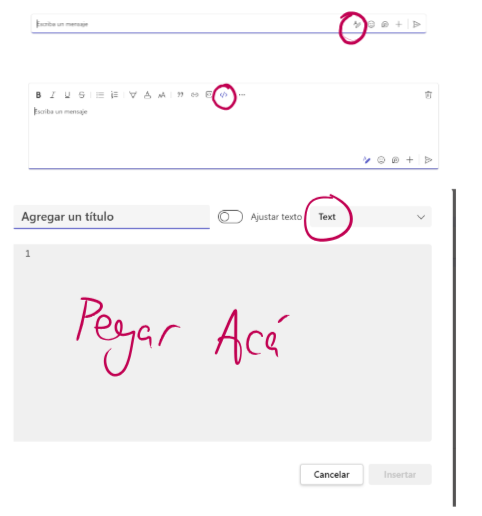 Escriba un mensaje
B I U S
Escriba un mensaje
Agregar un título
Ajustar texto
Text
1
Pegar Acá
Cancelar
Insertar